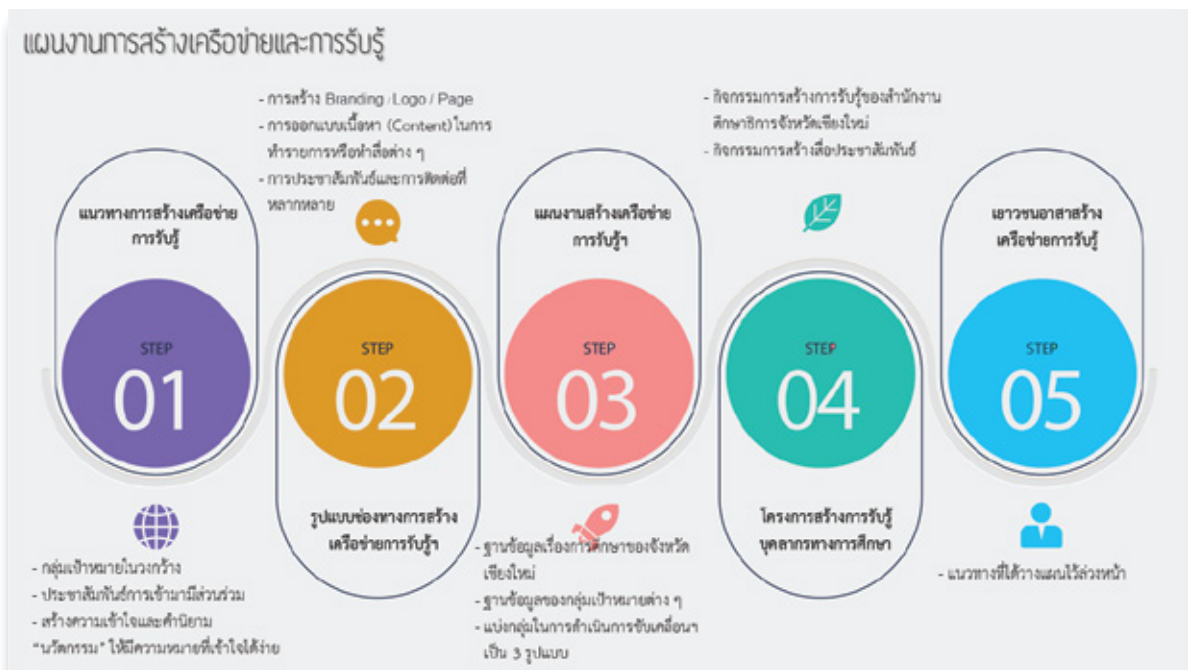 แผนงานการสร้างเครือข่ายและการรับรู้
แนวทางการสร้างเครือข่าย
การรับรู้
STEP
01
- กลุ่มเป้าหมายในวงกว้าง
- ประชาสัมพันธ์การเข้ามามีส่วนร่วม
- สร้างความเข้าใจและคำนิยาม
"นวัตกรรม" ให้มีความหมายที่เข้าใจได้ง่าย
- การสร้าง Branding / Logo / Page
- การออกแบบเนื้อหา (Content) ในการ
ทำรายการหรือทำสื่อต่าง ๆ
- การประชาสัมพันธ์และการติดต่อที่
หลากหลาย
STEP
02
รูปแบบช่องทางการสร้าง
เครือข่ายการรับรู้ฯ
แผนงานสร้างเครือข่าย
การรับรู้ฯ
STEP
03
- ฐานข้อมูลเรื่องการศึกษาของจังหวัด
เชียงใหม่
- ฐานข้อมูลของกลุ่มเป้าหมายต่าง ๆ
- แบ่งกลุ่มในการดำเนินการขับเคลื่อนฯ
เป็น 3 รูปแบบ
- กิจกรรมการสร้างการรับรู้ของสำนักงาน
ศึกษาธิการจังหวัดเชียงใหม่
- กิจกรรมการสร้างสื่อประชาสัมพันธ์
STEP
04
โครงการสร้างการรับรู้
บุคลากรทางการศึกษา
เยาวชนอาสาสร้าง
เครือข่ายการรับรู้
STEP
05
- แนวทางที่ได้วางแผนไว้ล่วงหน้า